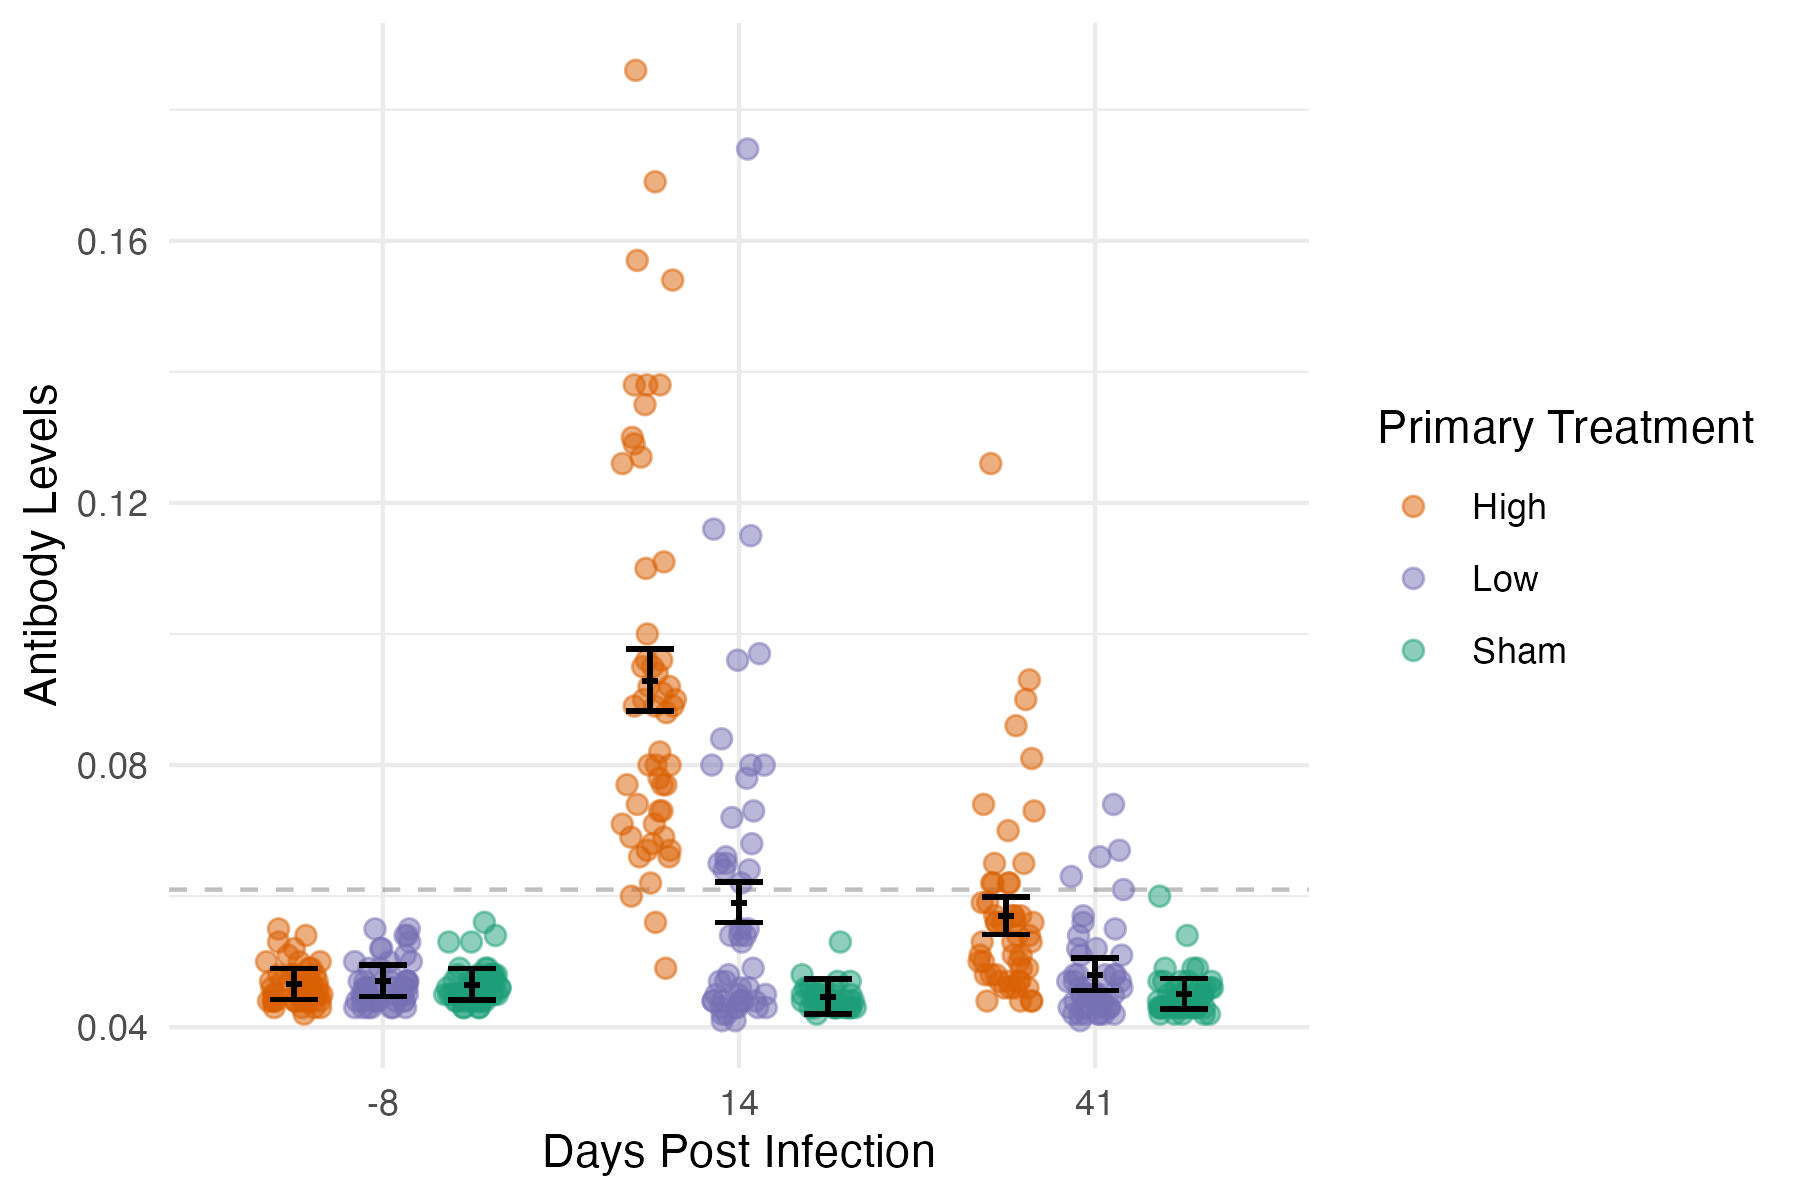 Antibody Levels
0.16
0.12
0.08
0.04
-8
14
41
Days Post Infection
Primary Treatment
High
Low
Sham